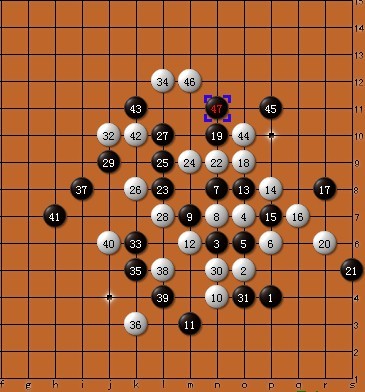 15
14
13
34 46 12
43 47 45 11
32 42 27 19 44 10
29 25 24 22 18 9
37 26 23 7 13 14 17 8
41 28 9 8 4 15 16 7
40 33 12 3 5 6 20 6
35 38 30 2 21 5
39 10 31 1 4
36 11 3
2
f g h i j k l m n o p q r s 1